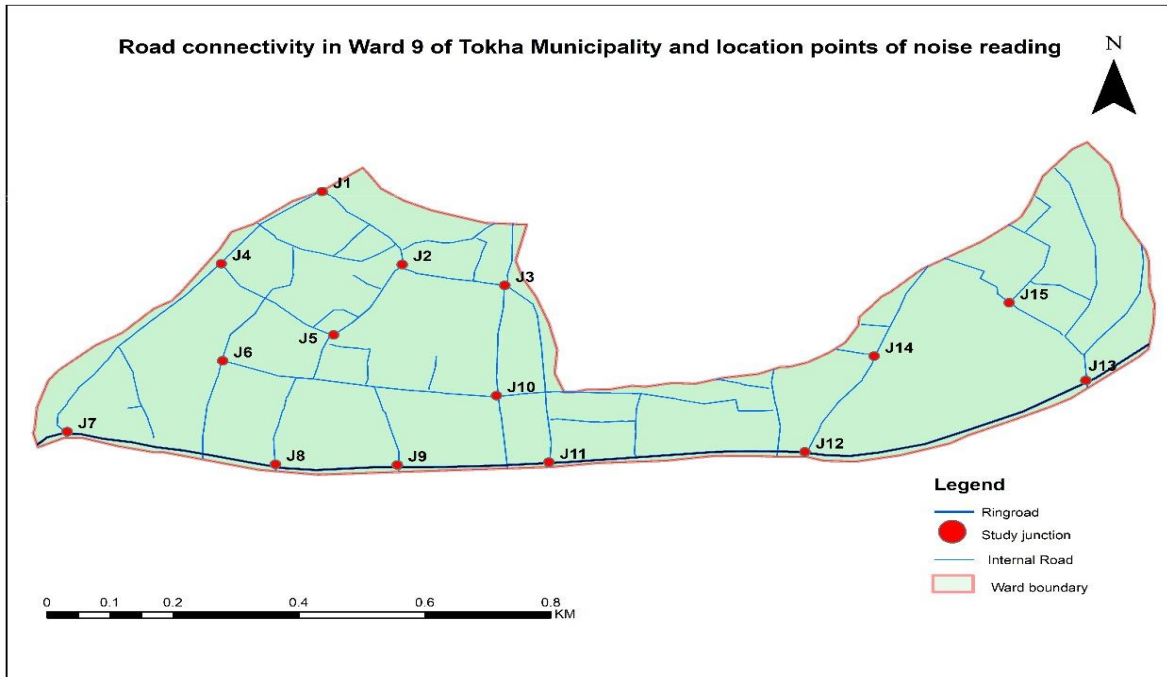 Road connectivity in Ward 9 of Tokha Municipality and location points of noise reading
N
J1
J4
J2
J3
J15
J5
J6
J14
J13
J10
J7
J12
J8
J9
J11
Legend
Ringroad
Study junction
Internal Road
Ward boundary
0 0.1 0.2 0.4 0.6 0.8
KM